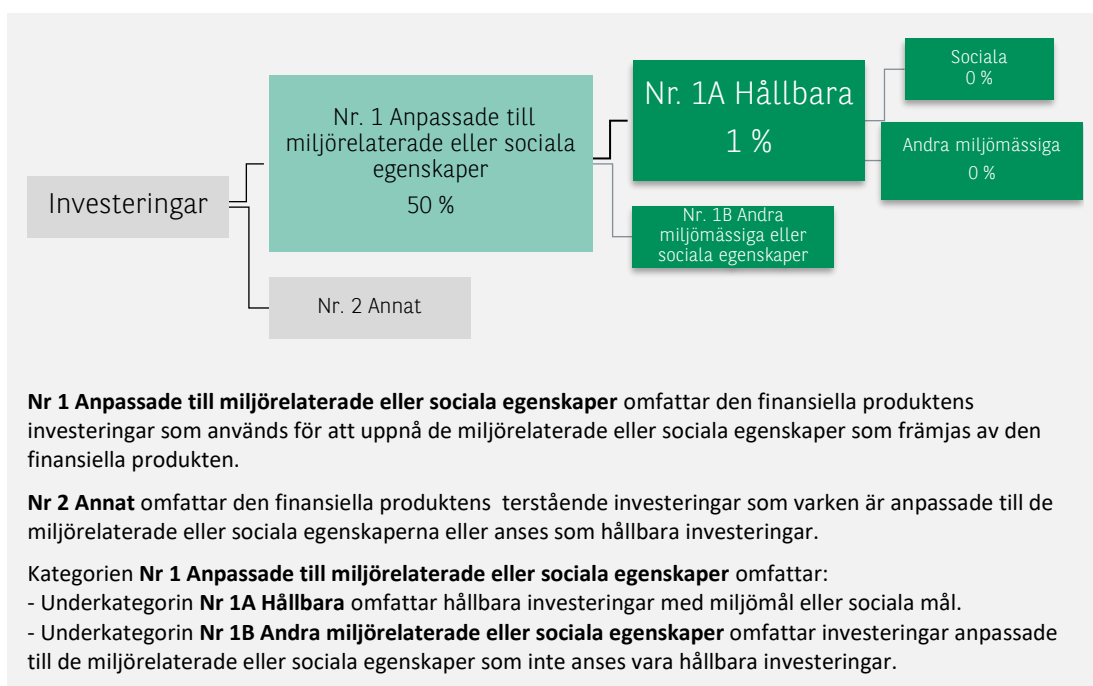 Investeringar
Nr. 1 Anpassade till
miljörelaterade eller sociala
egenskaper
50 %
Nr. 2 Annat
Nr. 1A Hållbara
1 %
Nr. 1B Andra
miljömässiga eller
sociala egenskaper
Sociala
0 %
Andra miljömässiga
0 %
Nr 1 Anpassade till miljörelaterade eller sociala egenskaper omfattar den finansiella produktens
investeringar som används för att uppnå de miljörelaterade eller sociala egenskaper som främjas av den
finansiella produkten.
Nr 2 Annat omfattar den finansiella produktens terstående investeringar som varken är anpassade till de
miljörelaterade eller sociala egenskaperna eller anses som hållbara investeringar.
Kategorien Nr 1 Anpassade till miljörelaterade eller sociala egenskaper omfattar:
- Underkategorin Nr 1A Hållbara omfattar hållbara investeringar med miljömål eller sociala mål.
- Underkategorin Nr 1B Andra miljörelaterade eller sociala egenskaper omfattar investeringar anpassade
till de miljörelaterade eller sociala egenskaper som inte anses vara hållbara investeringar.